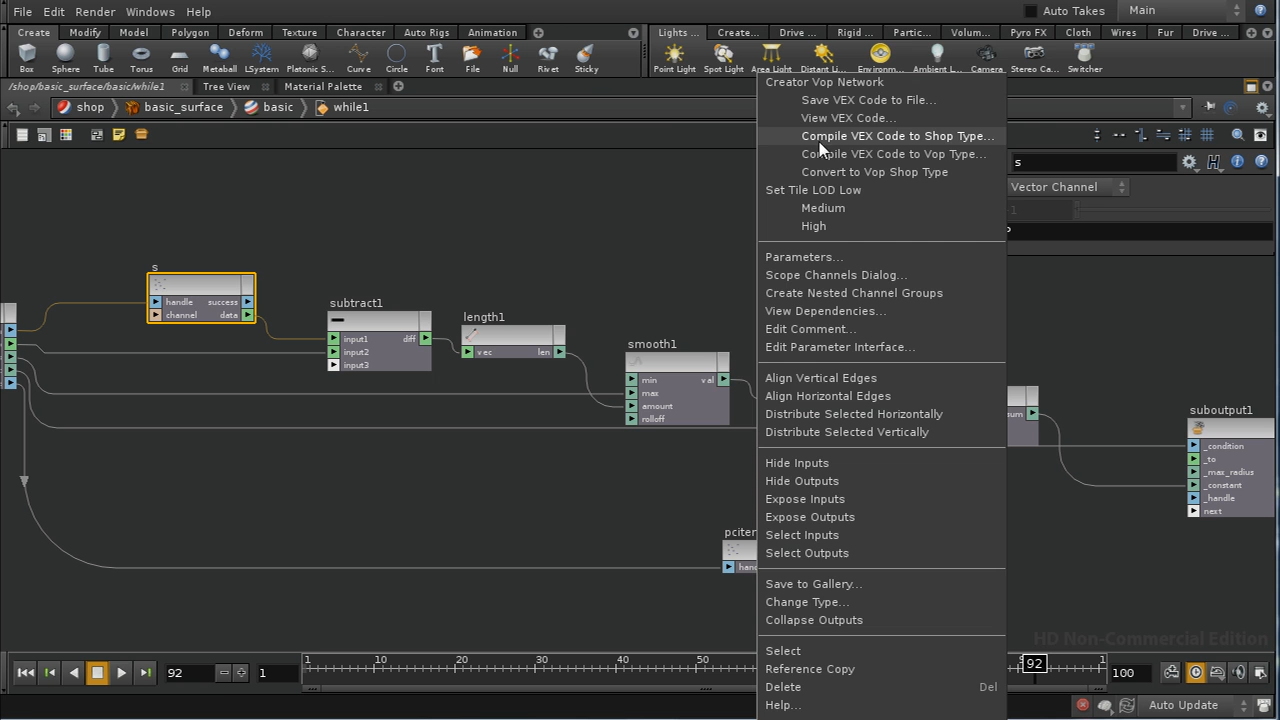 File Edit Render Windows Help Auto Takes Main
Create Modify Model Polygon Deform Texture Character Auto Rigs Animation Lights ... Create... Drive ... Rigid ... Partic... Volum... Pyro FX Cloth Wires Fur Drive ...
Box Sphere Tube Torus Grid Metaball LSystem Platonic S... Curve Circle Font File Null Rivet Sticky Point Light Spot Light Area Light Distant Li... Environm... Ambient L... Camera Stereo Ca... Switcher
/shop/basic_surface/basic/while1 Tree View Material Palette
shop basic_surface basic while1
Creator Vop Network
Save VEX Code to File...
View VEX Code...
Compile VEX Code to Shop Type...
Compile VEX Code to Vop Type...
Convert to Vop Shop Type
Set Tile LOD Low
Medium
High
Parameters...
Scope Channels Dialog...
Create Nested Channel Groups
View Dependencies...
Edit Comment...
Edit Parameter Interface...
Align Vertical Edges
Align Horizontal Edges
Distribute Selected Horizontally
Distribute Selected Vertically
Hide Inputs
Hide Outputs
Expose Inputs
Expose Outputs
Select Inputs
Select Outputs
Save to Gallery...
Change Type...
Collapse Outputs
Select
Reference Copy
Delete Del
Help...
s
Vector Channel
1
s
handle success
channel data
subtract1
input1 diff
input2
input3
length1
vec len
smooth1
min val
max
amount
rolloff
pciter
hand
sum
suboutput1
_condition
_to
_max_radius
_constant
_handle
next
HD Non-Commercial Edition
92 1 1 10 20 30 40 50 92 1 100
Auto Update